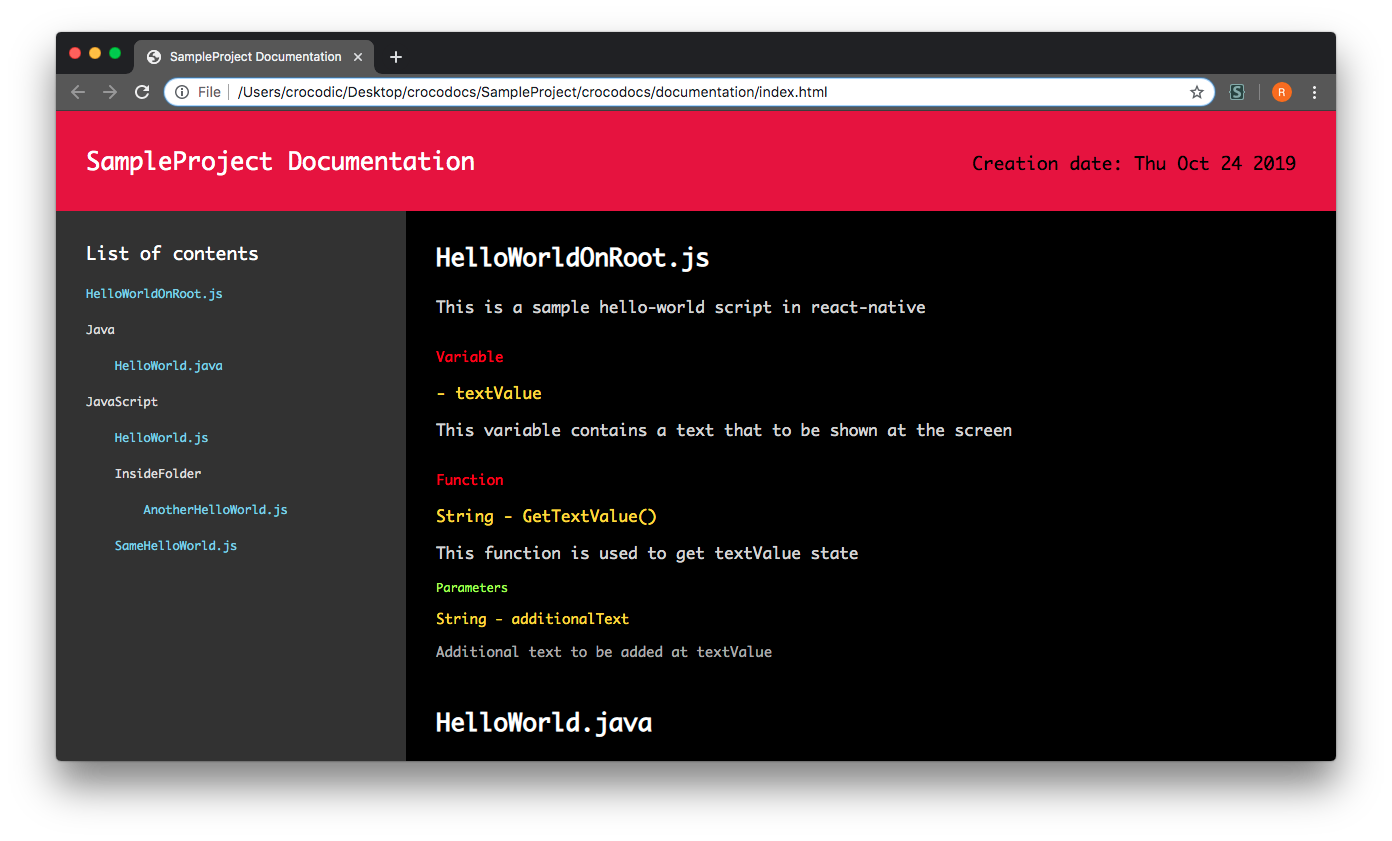 SampleProject Documentation
File /Users/crocodic/Desktop/crocodocs/SampleProject/crocodocs/documentation/index.html
S
R
SampleProject Documentation
Creation date: Thu Oct 24 2019
List of contents
HelloWorldOnRoot.js
Java
HelloWorld.java
JavaScript
HelloWorld.js
InsideFolder
AnotherHelloWorld.js
SameHelloWorld.js
HelloWorldOnRoot.js
This is a sample hello-world script in react-native
Variable
- textValue
This variable contains a text that to be shown at the screen
Function
String - GetTextValue()
This function is used to get textValue state
Parameters
String - additionalText
Additional text to be added at textValue
HelloWorld.java